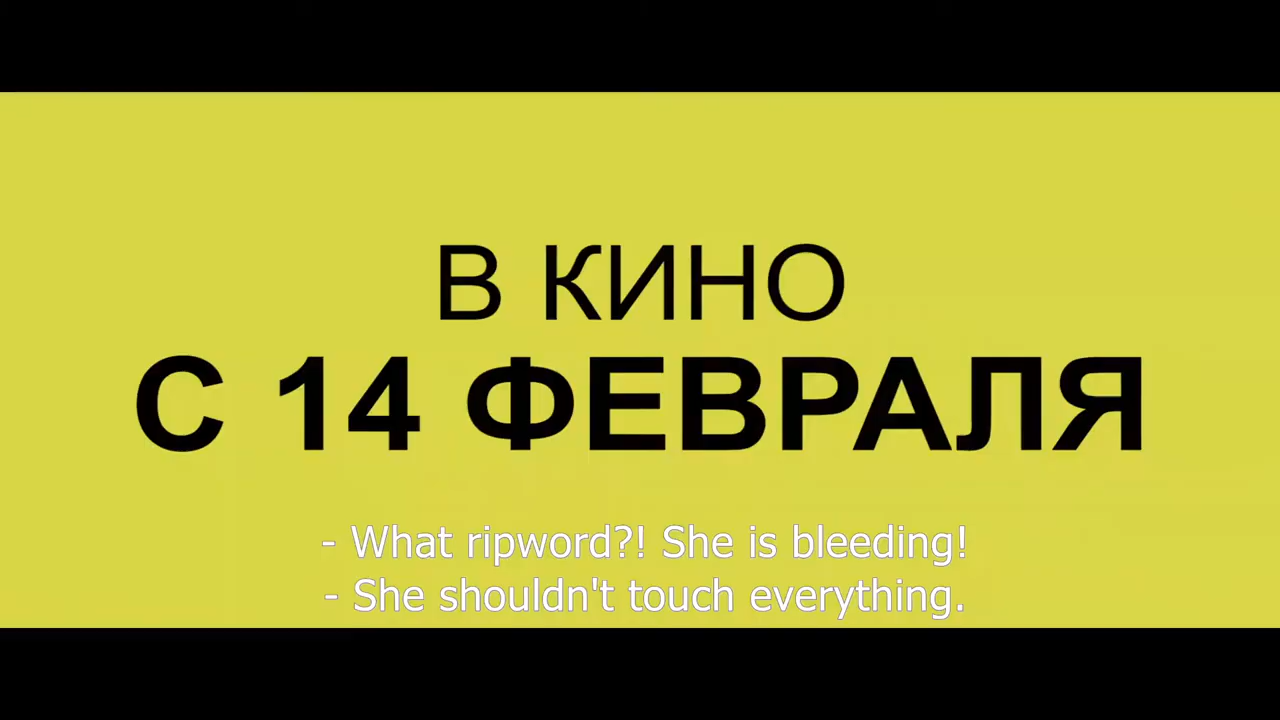 В КИНО
С 14 ФЕВРАЛЯ
- What ripword?! She is bleeding!
- She shouldn't touch everything.